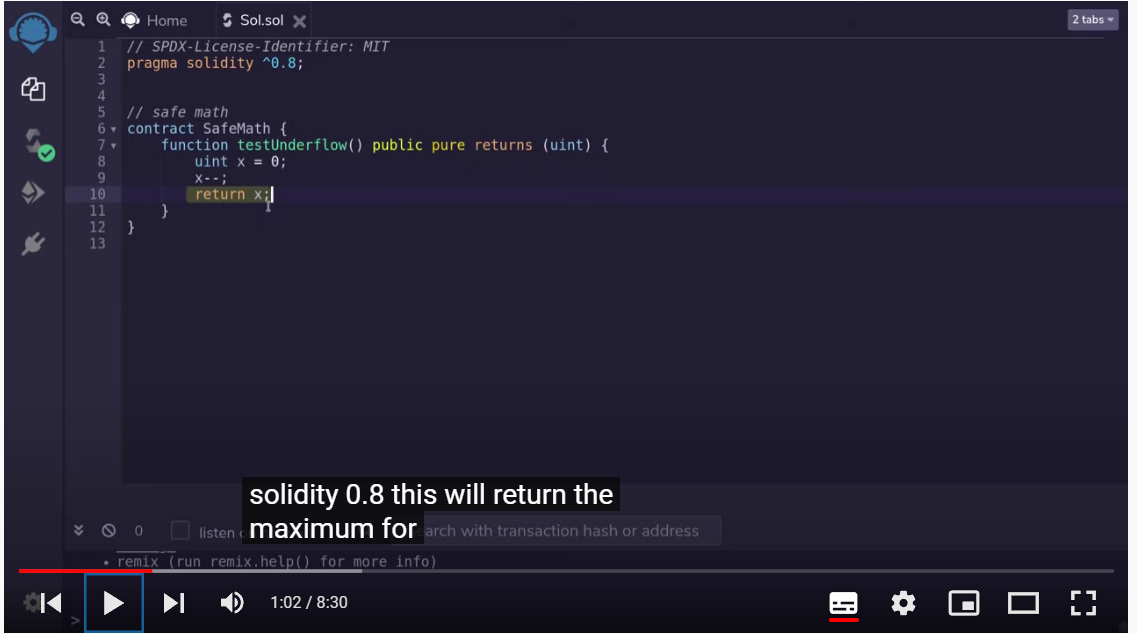 Home
Sol.sol
2 tabs
1 // SPDX-License-Identifier: MIT
2 pragma solidity ^0.8;
3
4
5 // safe math
6 contract SafeMath {
7 function testUnderflow() public pure returns (uint) {
8 uint x = 0;
9 x--;
10 return x;
11 }
12 }
13
solidity 0.8 this will return the
maximum for
0 listen arch with transaction hash or address
• remix (run remix.help() for more info)
1:02 / 8:30
>